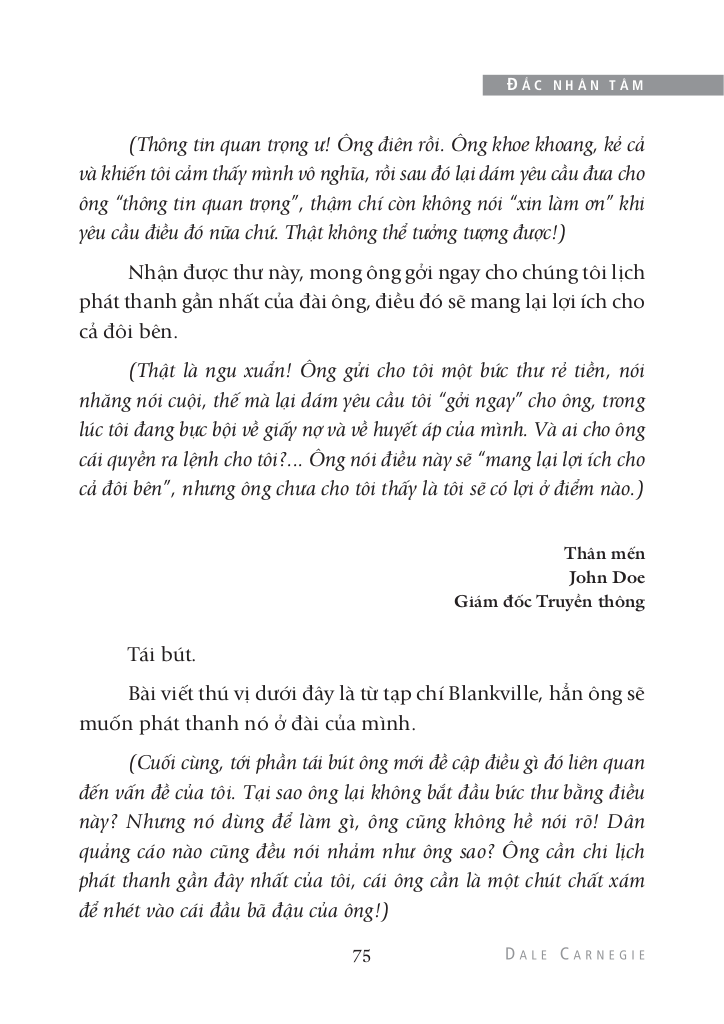 ĐẮC NHÂN TÂM
(Thông tin quan trọng ư! Ông điên rồi. Ông khoe khoang, kẻ cả
và khiến tôi cảm thấy mình vô nghĩa, rồi sau đó lại dám yêu cầu đưa cho
ông “thông tin quan trọng”, thậm chí còn không nói “xin làm ơn” khi
yêu cầu điều đó nữa chứ. Thật không thể tưởng tượng được!)
Nhận được thư này, mong ông gởi ngay cho chúng tôi lịch
phát thanh gần nhất của đài ông, điều đó sẽ mang lại lợi ích cho
cả đôi bên.
(Thật là ngu xuẩn! Ông gửi cho tôi một bức thư rẻ tiền, nói
nhăng nói cuội, thế mà lại dám yêu cầu tôi “gởi ngay” cho ông, trong
lúc tôi đang bực bội về giấy nợ và về huyết áp của mình. Và ai cho ông
cái quyền ra lệnh cho tôi?... Ông nói điều này sẽ “mang lại lợi ích cho
cả đôi bên”, nhưng ông chưa cho tôi thấy là tôi sẽ có lợi ở điểm nào.)
Thân mến
John Doe
Giám đốc Truyền thông
Tái bút.
Bài viết thú vị dưới đây là từ tạp chí Blankville, hẳn ông sẽ
muốn phát thanh nó ở đài của mình.
(Cuối cùng, tới phần tái bút ông mới đề cập điều gì đó liên quan
đến vấn đề của tôi. Tại sao ông lại không bắt đầu bức thư bằng điều
này? Nhưng nó dùng để làm gì, ông cũng không hề nói rõ! Dân
quảng cáo nào cũng đều nói nhảm như ông sao? Ông cần chi lịch
phát thanh gần đây nhất của tôi, cái ông cần là một chút chất xám
để nhét vào cái đầu bã đậu của ông!)
75
DALE CARNEGIE